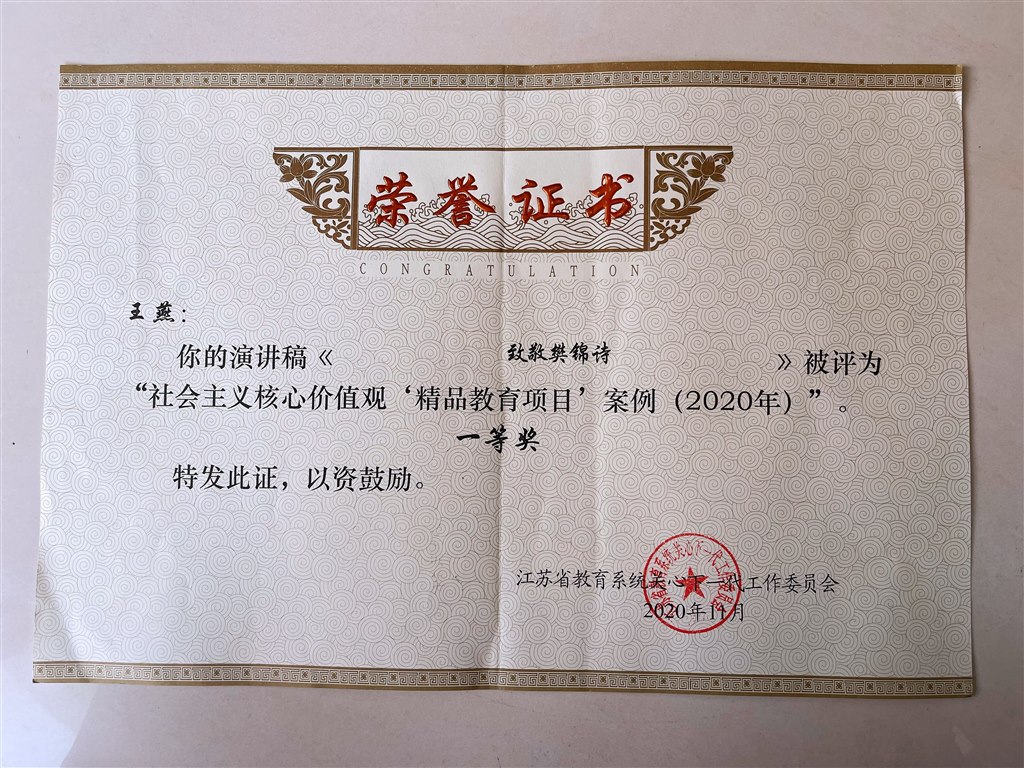 荣誉证书
CONGRATULATION
王燕：
你的演讲稿《 致敬樊锦诗 》被评为
“社会主义核心价值观‘精品教育项目’案例（2020年）”。
一等奖
特发此证，以资鼓励。
江苏省教育系统关心下一代工作委员会
2020年11月